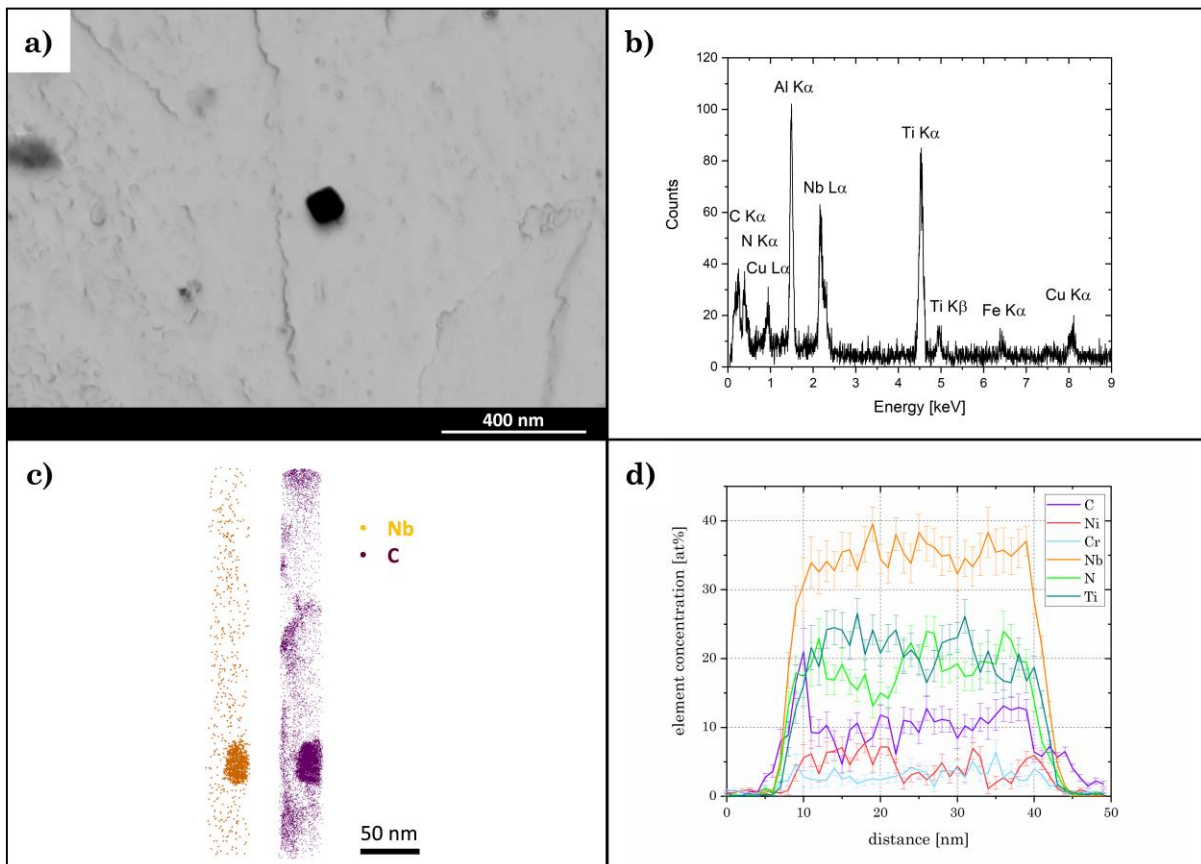 a)
400 nm
b)
120
100
80
60
40
20
0
Counts
C Kα
N Kα
Cu Lα
Al Kα
Nb Lα
Ti Kα
Ti Kβ
Fe Kα
Cu Kα
0 1 2 3 4 5 6 7 8 9
Energy [keV]
c)
Nb
C
50 nm
d)
40
30
20
10
0
element concentration [at%]
C
Ni
Cr
Nb
N
Ti
0 10 20 30 40 50
distance [nm]